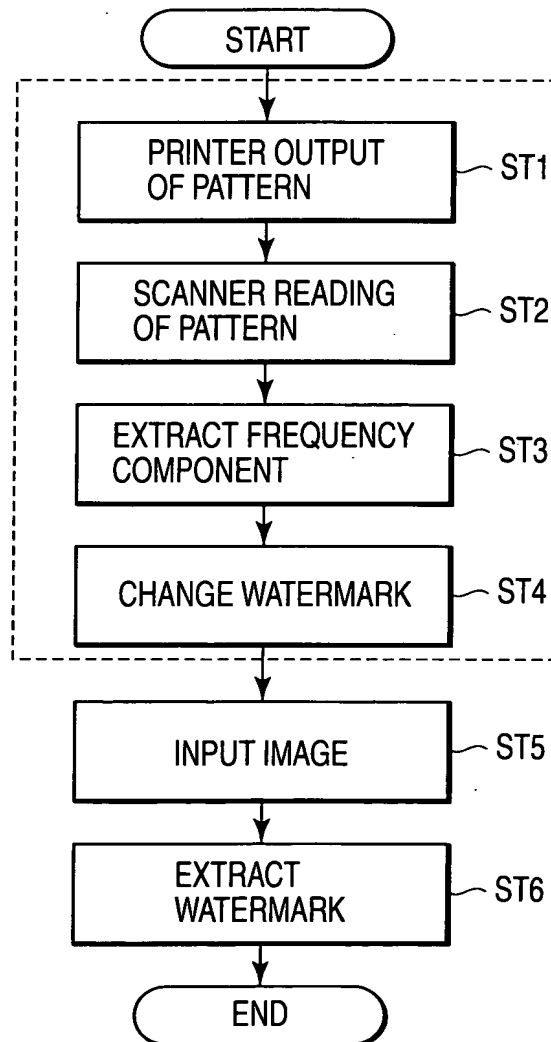 START
PRINTER OUTPUT
OF PATTERN
ST1
SCANNER READING
OF PATTERN
ST2
EXTRACT FREQUENCY
COMPONENT
ST3
CHANGE WATERMARK
ST4
INPUT IMAGE
ST5
EXTRACT
WATERMARK
ST6
END